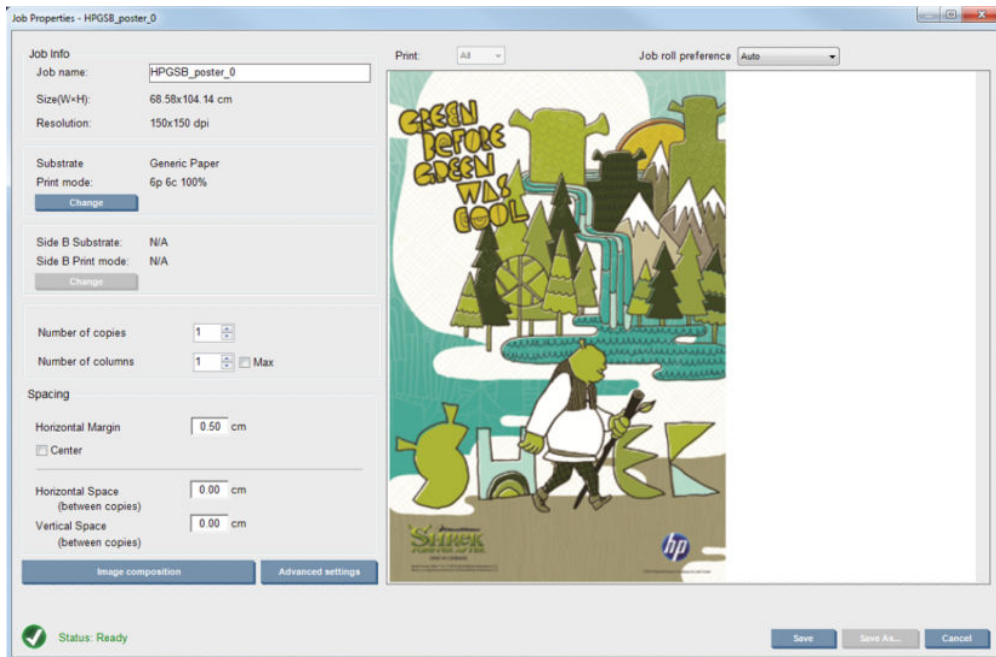 Job Properties - HPGSB_poster_0
Job Info
Job name: HPGSB_poster_0
Size(W×H): 68.58x104.14 cm
Resolution: 150x150 dpi
Substrate Generic Paper
Print mode: 6p 6c 100%
Change
Side B Substrate: N/A
Side B Print mode: N/A
Change
Number of copies 1
Number of columns 1 Max
Spacing
Horizontal Margin 0.50 cm
Center
Horizontal Space 0.00 cm
(between copies)
Vertical Space 0.00 cm
(between copies)
Image composition Advanced settings
Print: All Job roll preference Auto
GREEN
BEFORE
GREEN
WAS
COOL
SHREK
SHREK
FOREVER AFTER
hp
Status: Ready
Save Save As... Cancel